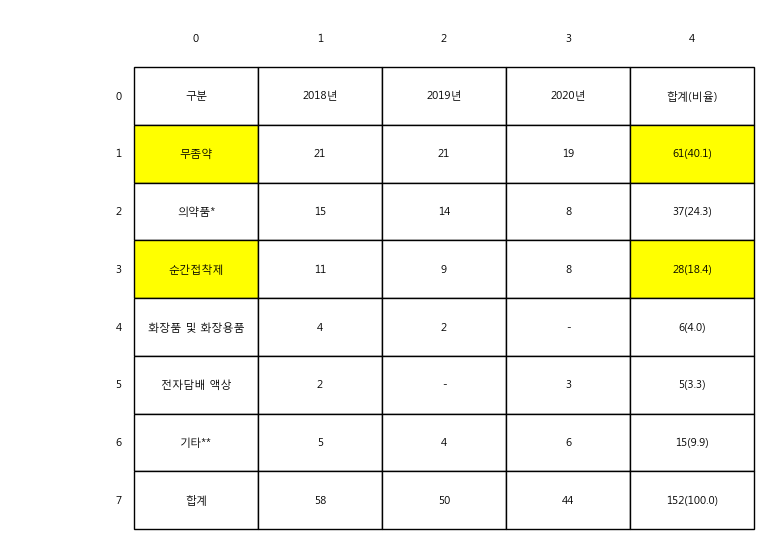 0 1 2 3 4
0 구분 2018년 2019년 2020년 합계(비율)
1 무좀약 21 21 19 61(40.1)
2 의약품* 15 14 8 37(24.3)
3 순간접착제 11 9 8 28(18.4)
4 화장품 및 화장용품 4 2 - 6(4.0)
5 전자담배 액상 2 - 3 5(3.3)
6 기타** 5 4 6 15(9.9)
7 합계 58 50 44 152(100.0)